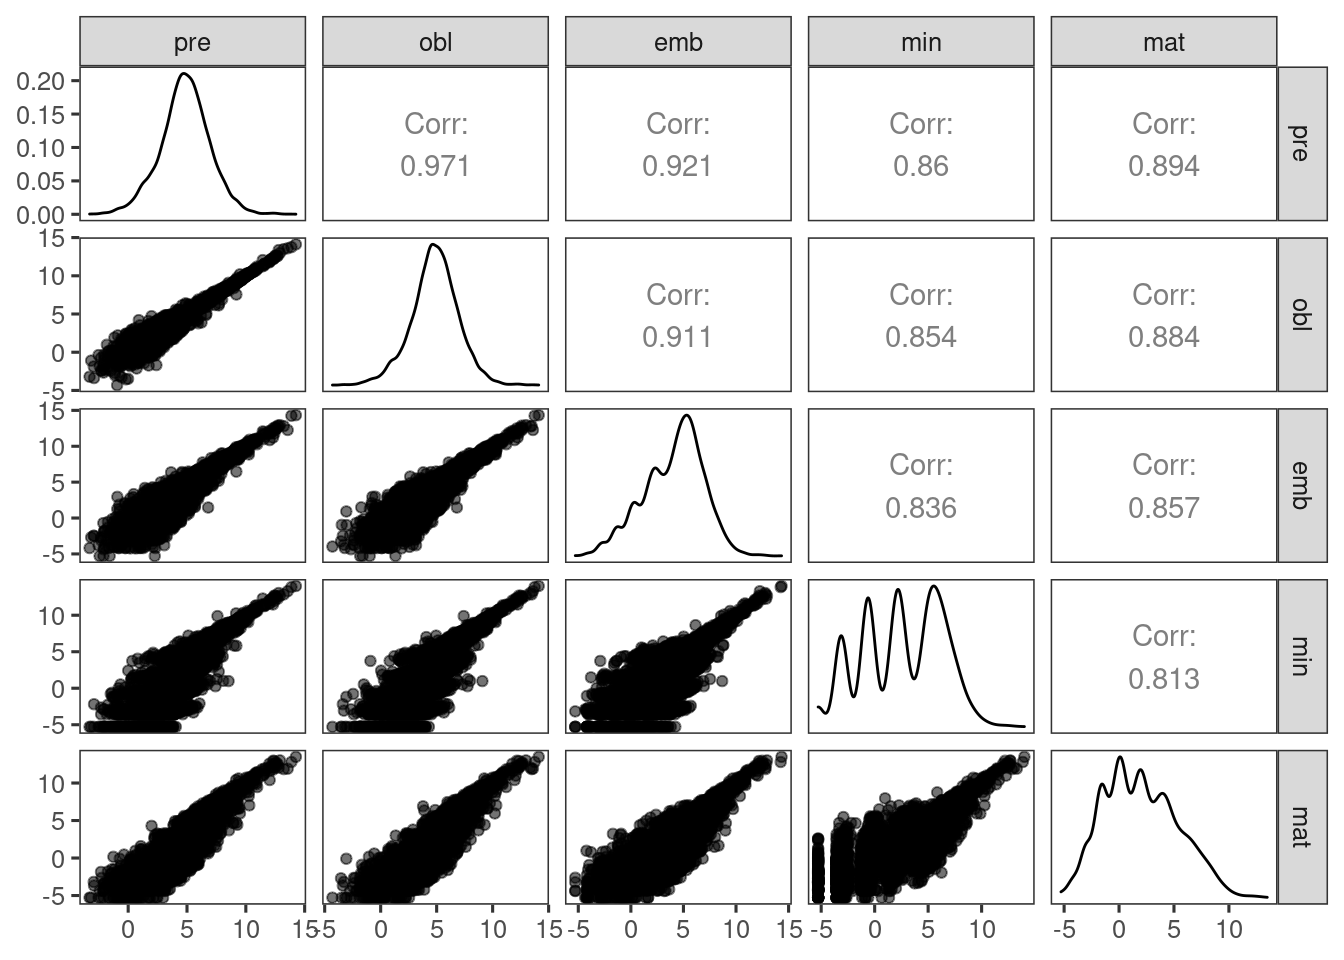 pre obl emb min mat
0.20
0.15
0.10
0.05
0.00
Corr:
0.971
Corr:
0.921
Corr:
0.86
Corr:
0.894
pre
15
10
5
0
-5
Corr:
0.911
Corr:
0.854
Corr:
0.884
obl
15
10
5
0
-5
Corr:
0.836
Corr:
0.857
emb
10
5
0
-5
Corr:
0.813
min
10
5
0
-5
mat
0 5 10 15 -5 0 5 10 15 -5 0 5 10 15 -5 0 5 10 -5 0 5 10